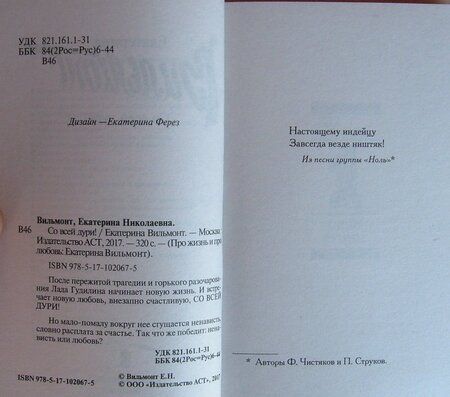 УДК 821.161.1-31
ББК 84(2Рос=Рус)6-44
В46
Дизайн — Екатерина Ферез
Вильмонт, Екатерина Николаевна.
В46 Со всей дури! / Екатерина Вильмонт. — Москва
Издательство АСТ, 2017. — 320 с. — (Про жизнь и про
любовь: Екатерина Вильмонт).
ISBN 978-5-17-102067-5
После пережитой трагедии и горького разочарова-
ния Лада Гудилина начинает новую жизнь. И встре-
чает новую любовь, внезапно счастливую, СО ВСЕЙ
ДУРИ!
Но мало-помалу вокруг нее сгущается ненависть,
словно расплата за счастье. Так что же победит: нена-
висть или любовь?
УДК 821.161.1-31
ББК 84(2Рос=Рус)6-44
ISBN 978-5-17-102067-5
© Вильмонт Е.Н.
© ООО «Издательство АСТ», 2017
Настоящему индейцу
Завсегда везде ништяк!
Из песни группы «Ноль»*
* Авторы Ф. Чистяков и П. Струков.